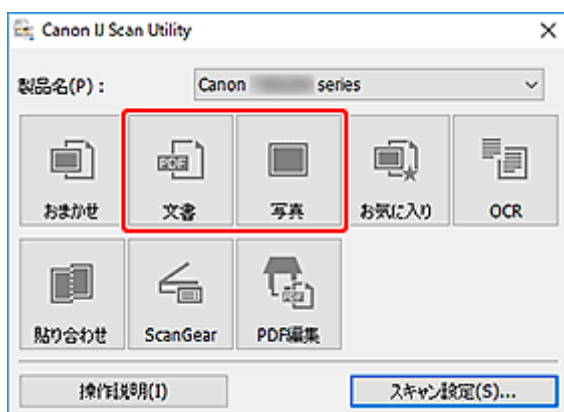 Canon IJ Scan Utility
製品名(P)：
Canon series
おまかせ
PDF
文書
写真
お気に入り
OCR
貼り合わせ
ScanGear
PDF
PDF編集
操作説明(I)
スキャン設定(S)...